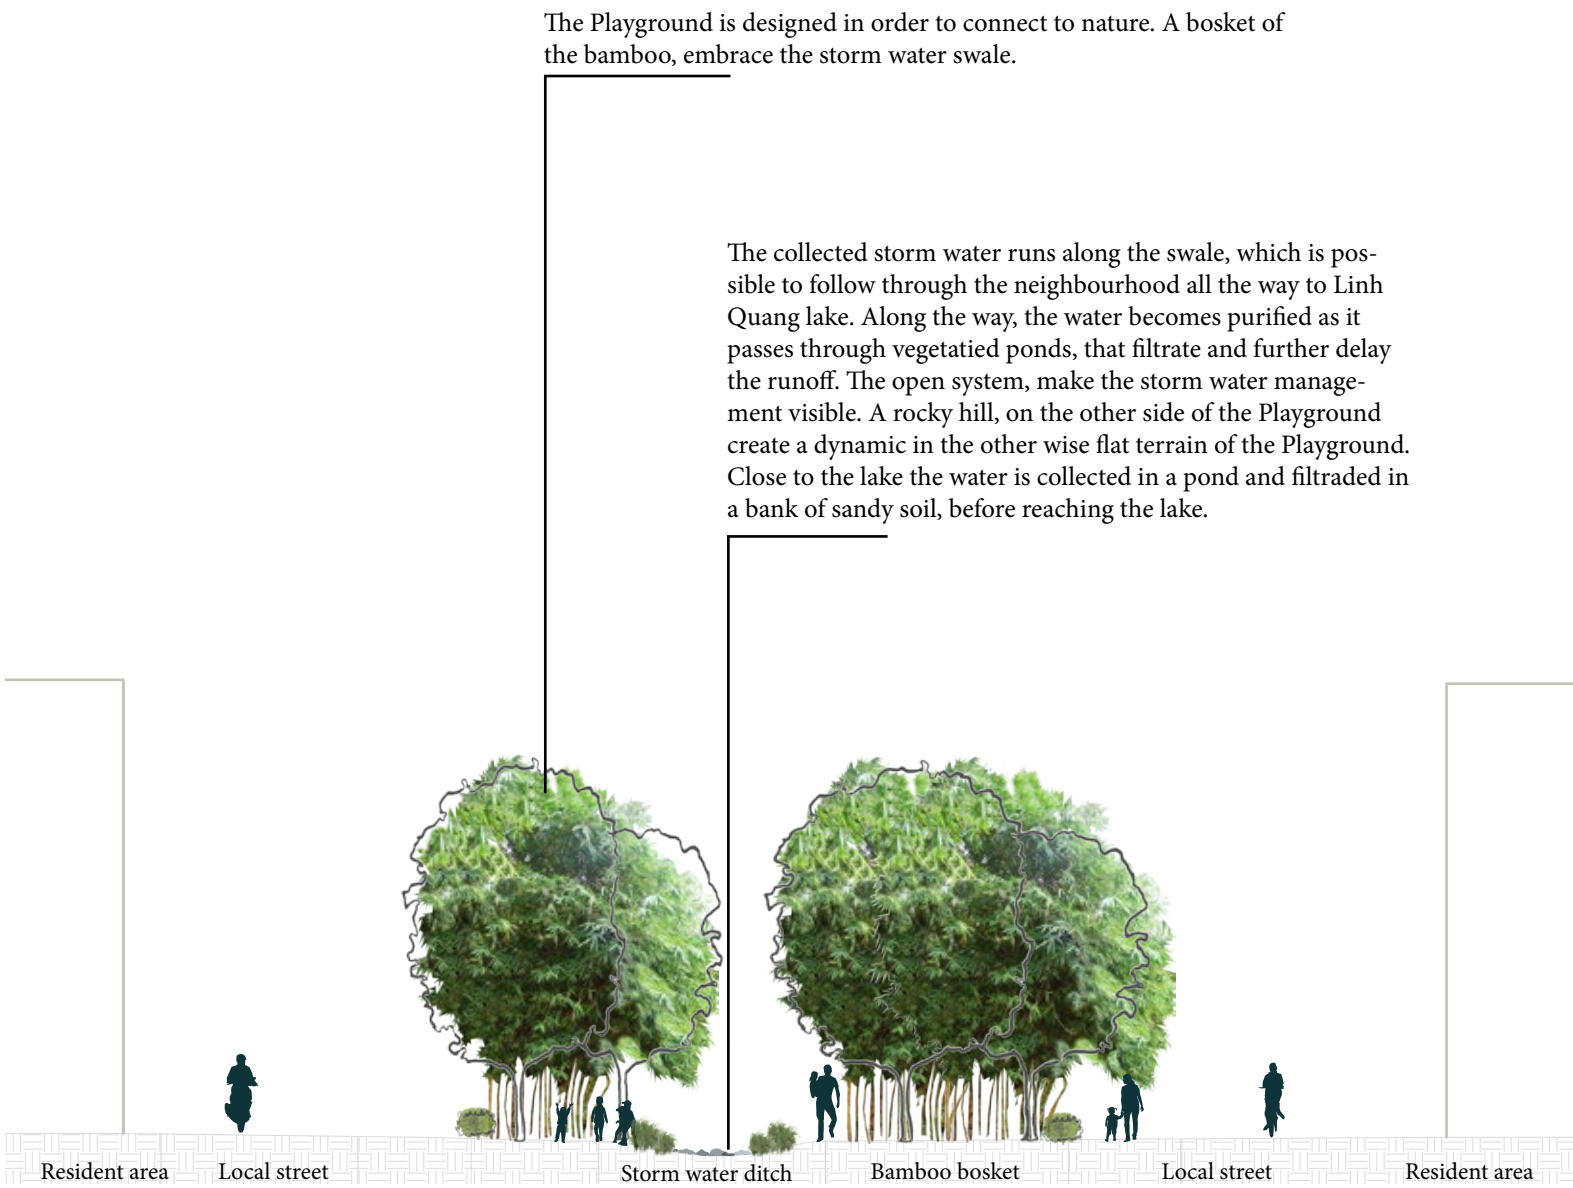 The Playground is designed in order to connect to nature. A bosket of
the bamboo, embrace the storm water swale.
The collected storm water runs along the swale, which is pos-
sible to follow through the neighbourhood all the way to Linh
Quang lake. Along the way, the water becomes purified as it
passes through vegetatied ponds, that filtrate and further delay
the runoff. The open system, make the storm water manage-
ment visible. A rocky hill, on the other side of the Playground
create a dynamic in the other wise flat terrain of the Playground.
Close to the lake the water is collected in a pond and filtraded in
a bank of sandy soil, before reaching the lake.
Resident area Local street Storm water ditch Bamboo bosket Local street Resident area